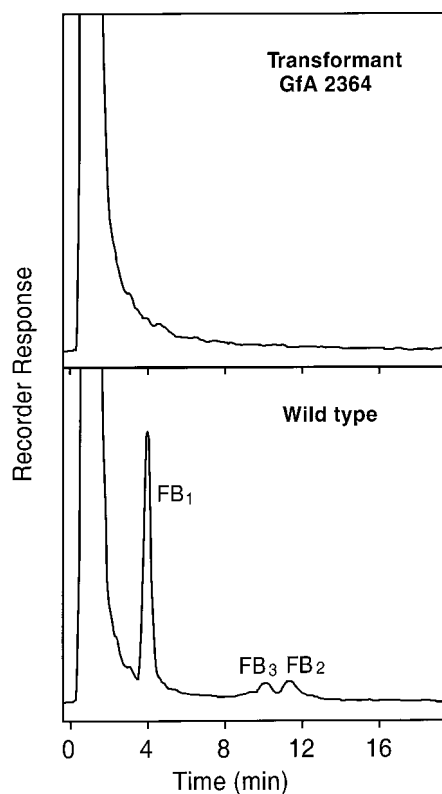 Transformant
GfA 2364
Recorder Response
Wild type
FB₁
FB₃ FB₂
0 4 8 12 16
Time (min)